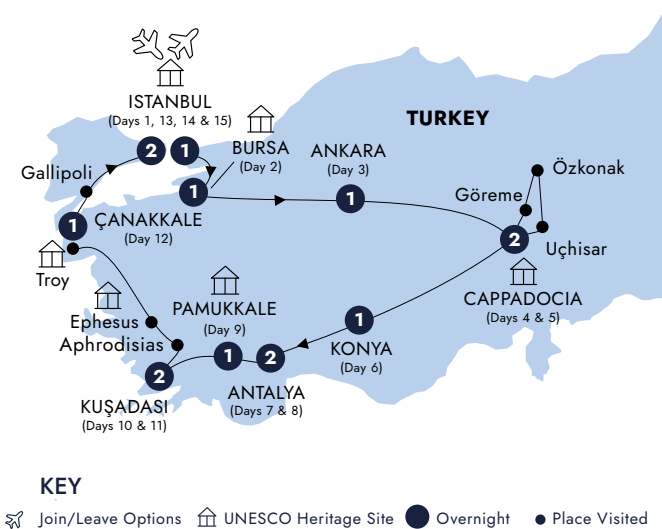 ISTANBUL
(Days 1, 13, 14 & 15)
TURKEY
BURSA
(Day 2)
ANKARA
(Day 3)
2
1
Gallipoli
Özkonak
1
1
Göreme
ÇANAKKALE
(Day 12)
1
2
Uçhisar
Troy
CAPPADOCIA
(Days 4 & 5)
PAMUKKALE
(Day 9)
Ephesus
Aphrodisias
1
KONYA
(Day 6)
1
2
2
ANTALYA
(Days 7 & 8)
KUŞADASI
(Days 10 & 11)
KEY
Join/Leave Options UNESCO Heritage Site Overnight Place Visited